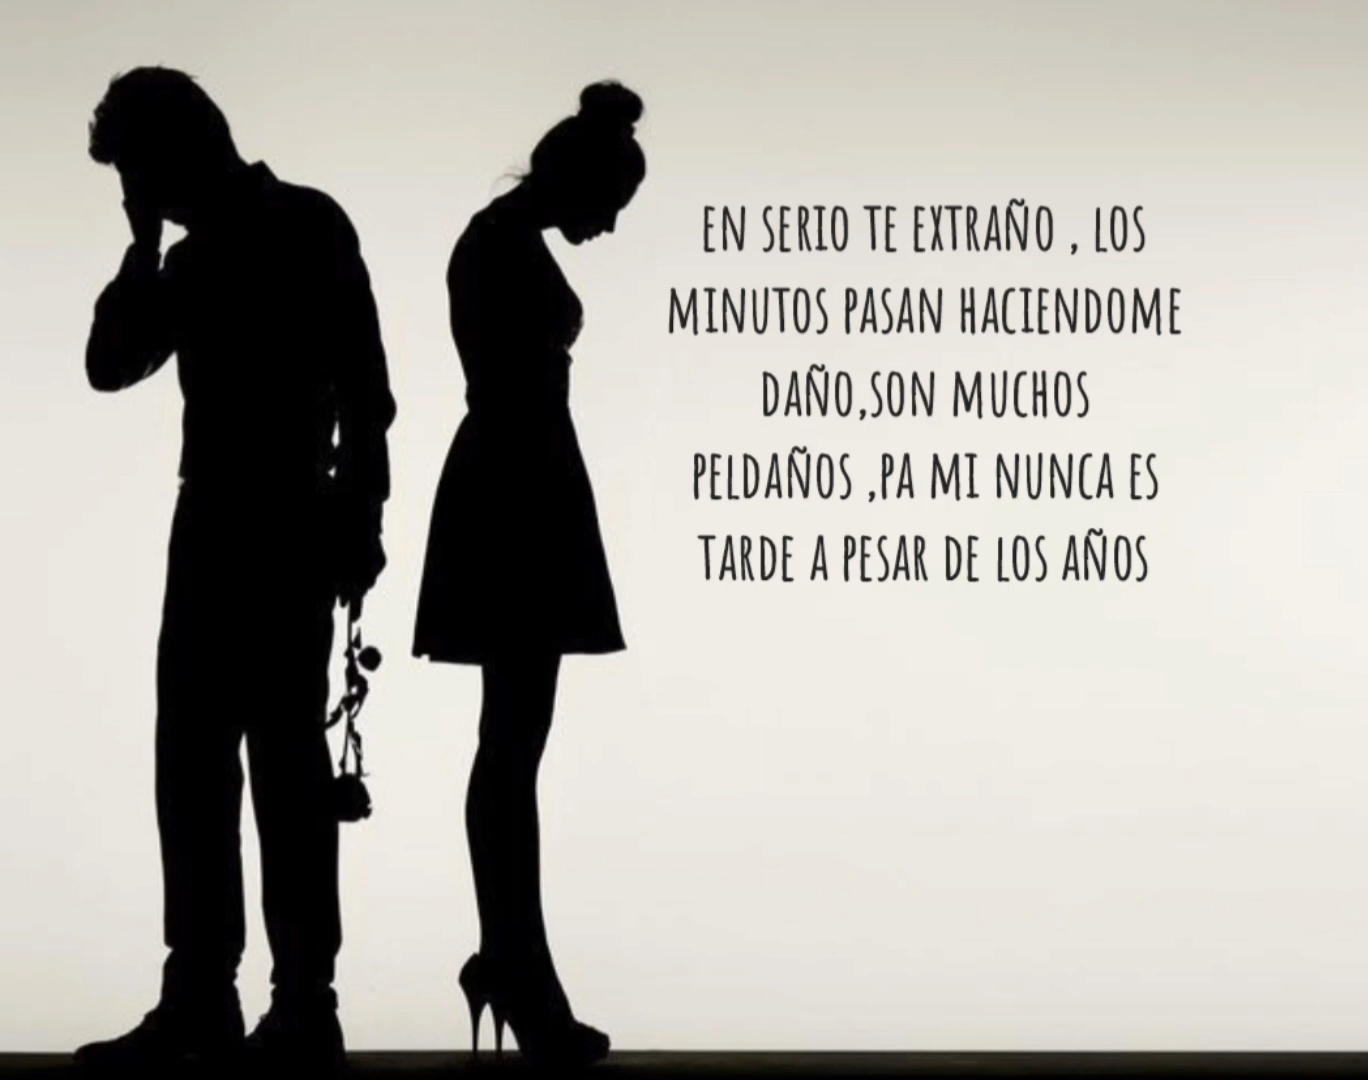 EN SERIO TE EXTRAÑO , LOS
MINUTOS PASAN HACIENDOME
DAÑO,SON MUCHOS
PELDAÑOS ,PA MI NUNCA ES
TARDE A PESAR DE LOS AÑOS